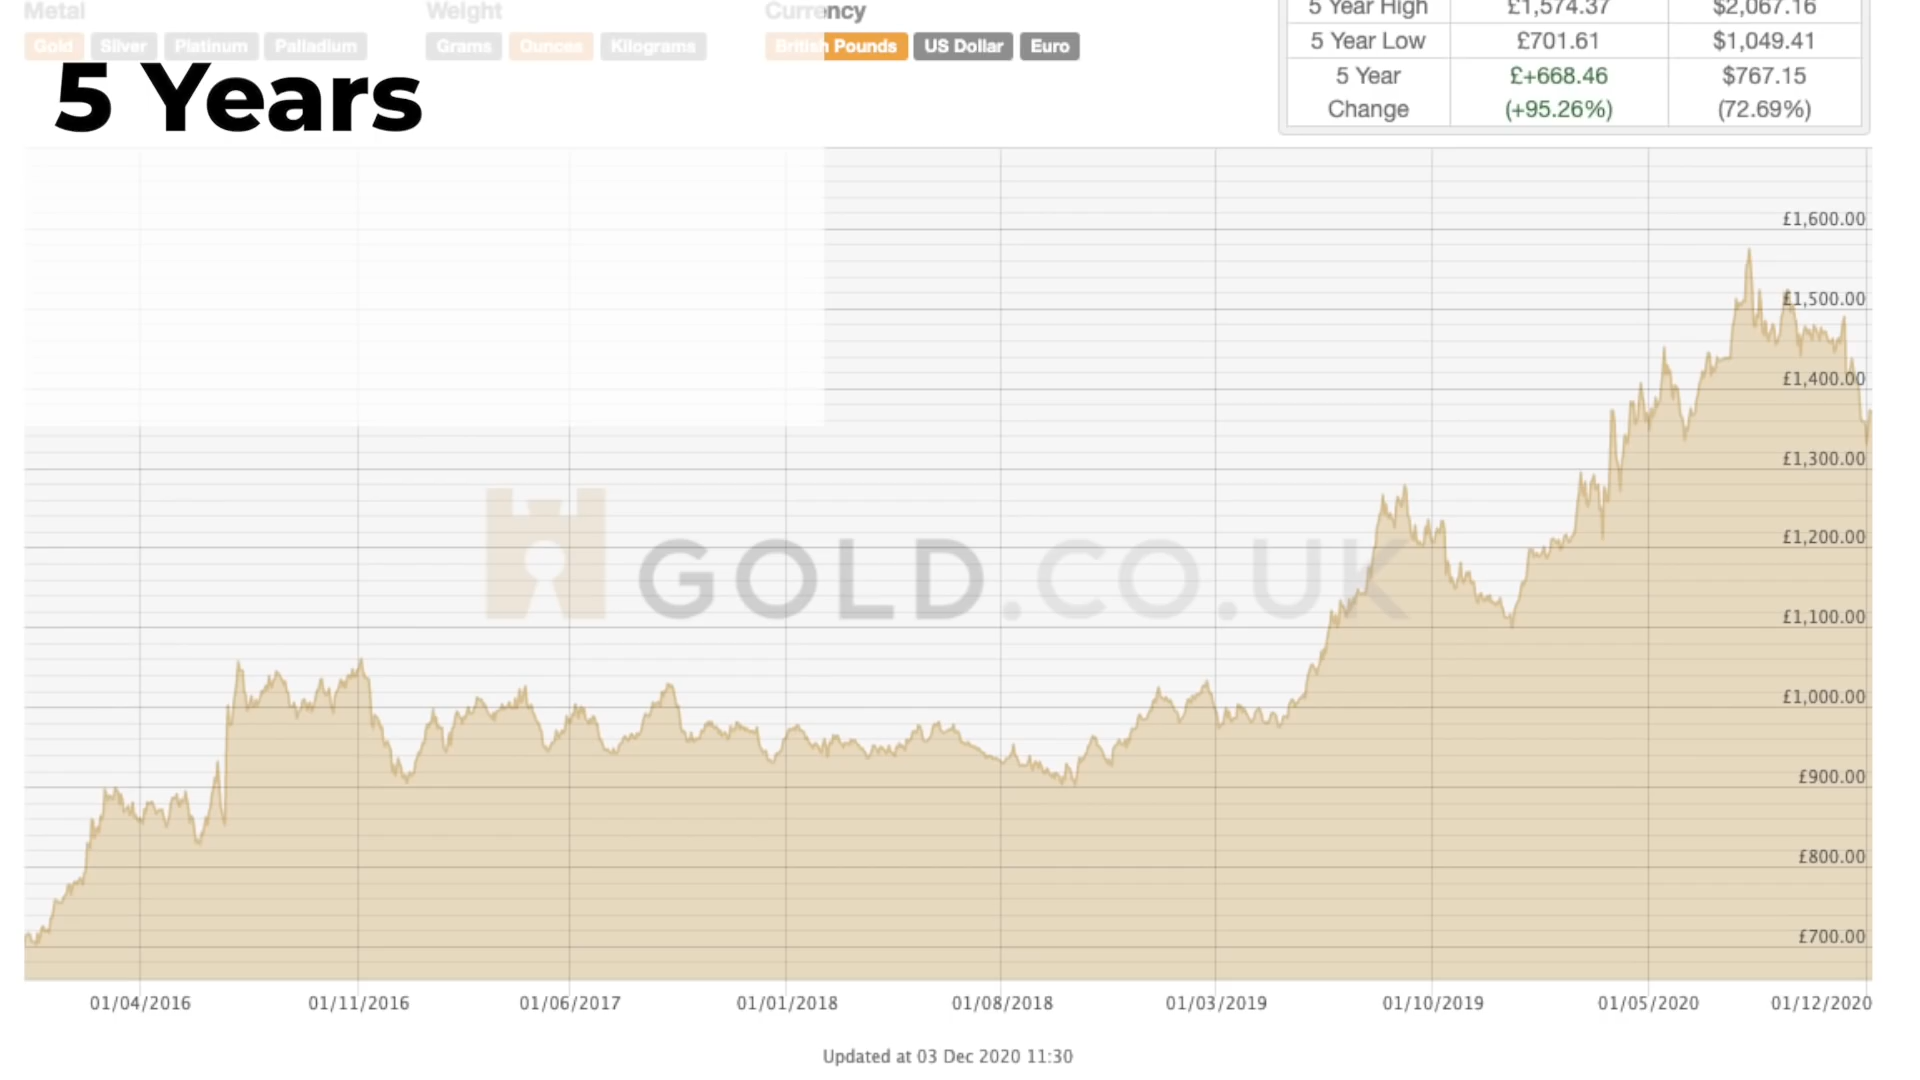 Metal
Weight
Currency
Gold Silver Platinum Palladium
Grams Ounces Kilograms
British Pounds US Dollar Euro
5 Years
5 Year High £1,574.37 $2,067.16
5 Year Low £701.61 $1,049.41
5 Year £+668.46 $767.15
Change (+95.26%) (72.69%)
£1,600.00
£1,500.00
£1,400.00
£1,300.00
£1,200.00
£1,100.00
£1,000.00
£900.00
£800.00
£700.00
GOLD.CO.UK
01/04/2016 01/11/2016 01/06/2017 01/01/2018 01/08/2018 01/03/2019 01/10/2019 01/05/2020 01/12/2020
Updated at 03 Dec 2020 11:30